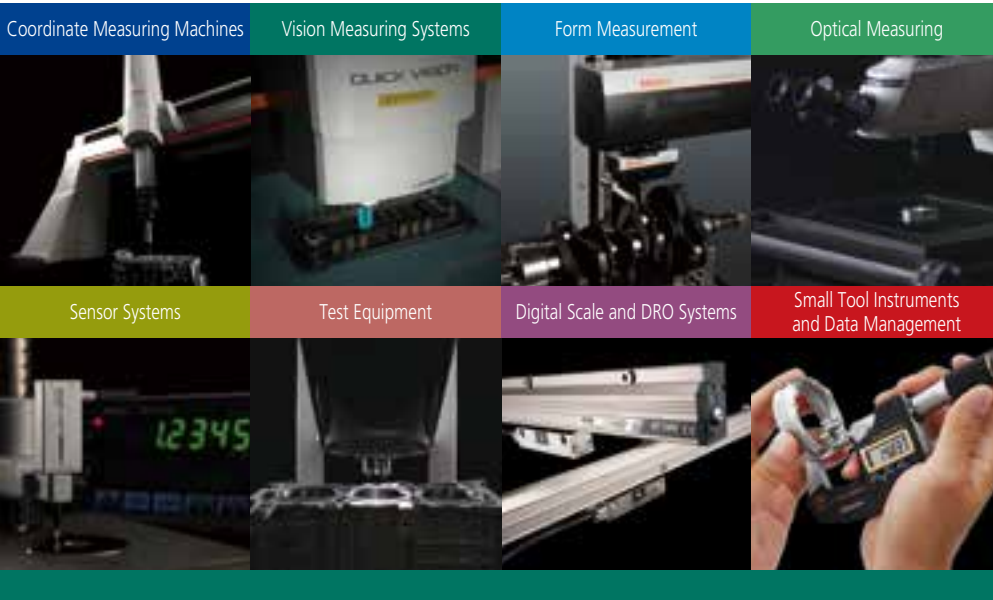 Coordinate Measuring Machines
Vision Measuring Systems
Form Measurement
Optical Measuring
QUICK VISION
Sensor Systems
Test Equipment
Digital Scale and DRO Systems
Small Tool Instruments
and Data Management
12345